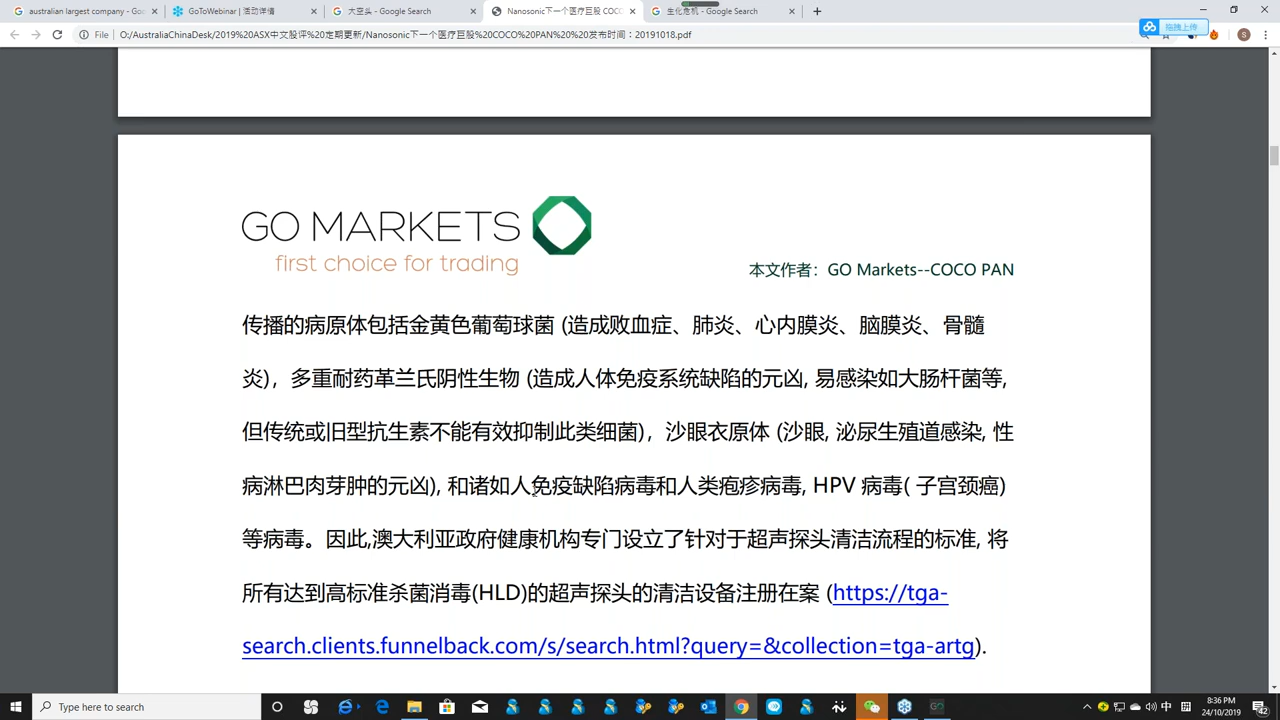 australian largest company - Goo
GoToWebinar | 活动详情
大空头 - Google Search
Nanosonic下一个医疗巨股 COC
生化危机 - Google Search
File
O:/AustraliaChinaDesk/2019%20ASX中文股评%20定期更新/Nanosonic下一个医疗巨股%20COCO%20PAN%20%20发布时间：20191018.pdf
拖拽上传
S
GO MARKETS
first choice for trading
本文作者：GO Markets--COCO PAN
传播的病原体包括金黄色葡萄球菌 (造成败血症、肺炎、心内膜炎、脑膜炎、骨髓
炎)，多重耐药革兰氏阴性生物 (造成人体免疫系统缺陷的元凶, 易感染如大肠杆菌等,
但传统或旧型抗生素不能有效抑制此类细菌)，沙眼衣原体 (沙眼, 泌尿生殖道感染, 性
病淋巴肉芽肿的元凶), 和诸如人免疫缺陷病毒和人类疱疹病毒, HPV 病毒( 子宫颈癌)
等病毒。因此,澳大利亚政府健康机构专门设立了针对于超声探头清洁流程的标准, 将
所有达到高标准杀菌消毒(HLD)的超声探头的清洁设备注册在案 (https://tga-
search.clients.funnelback.com/s/search.html?query=&collection=tga-artg).
Type here to search
中
8:36 PM
24/10/2019
42